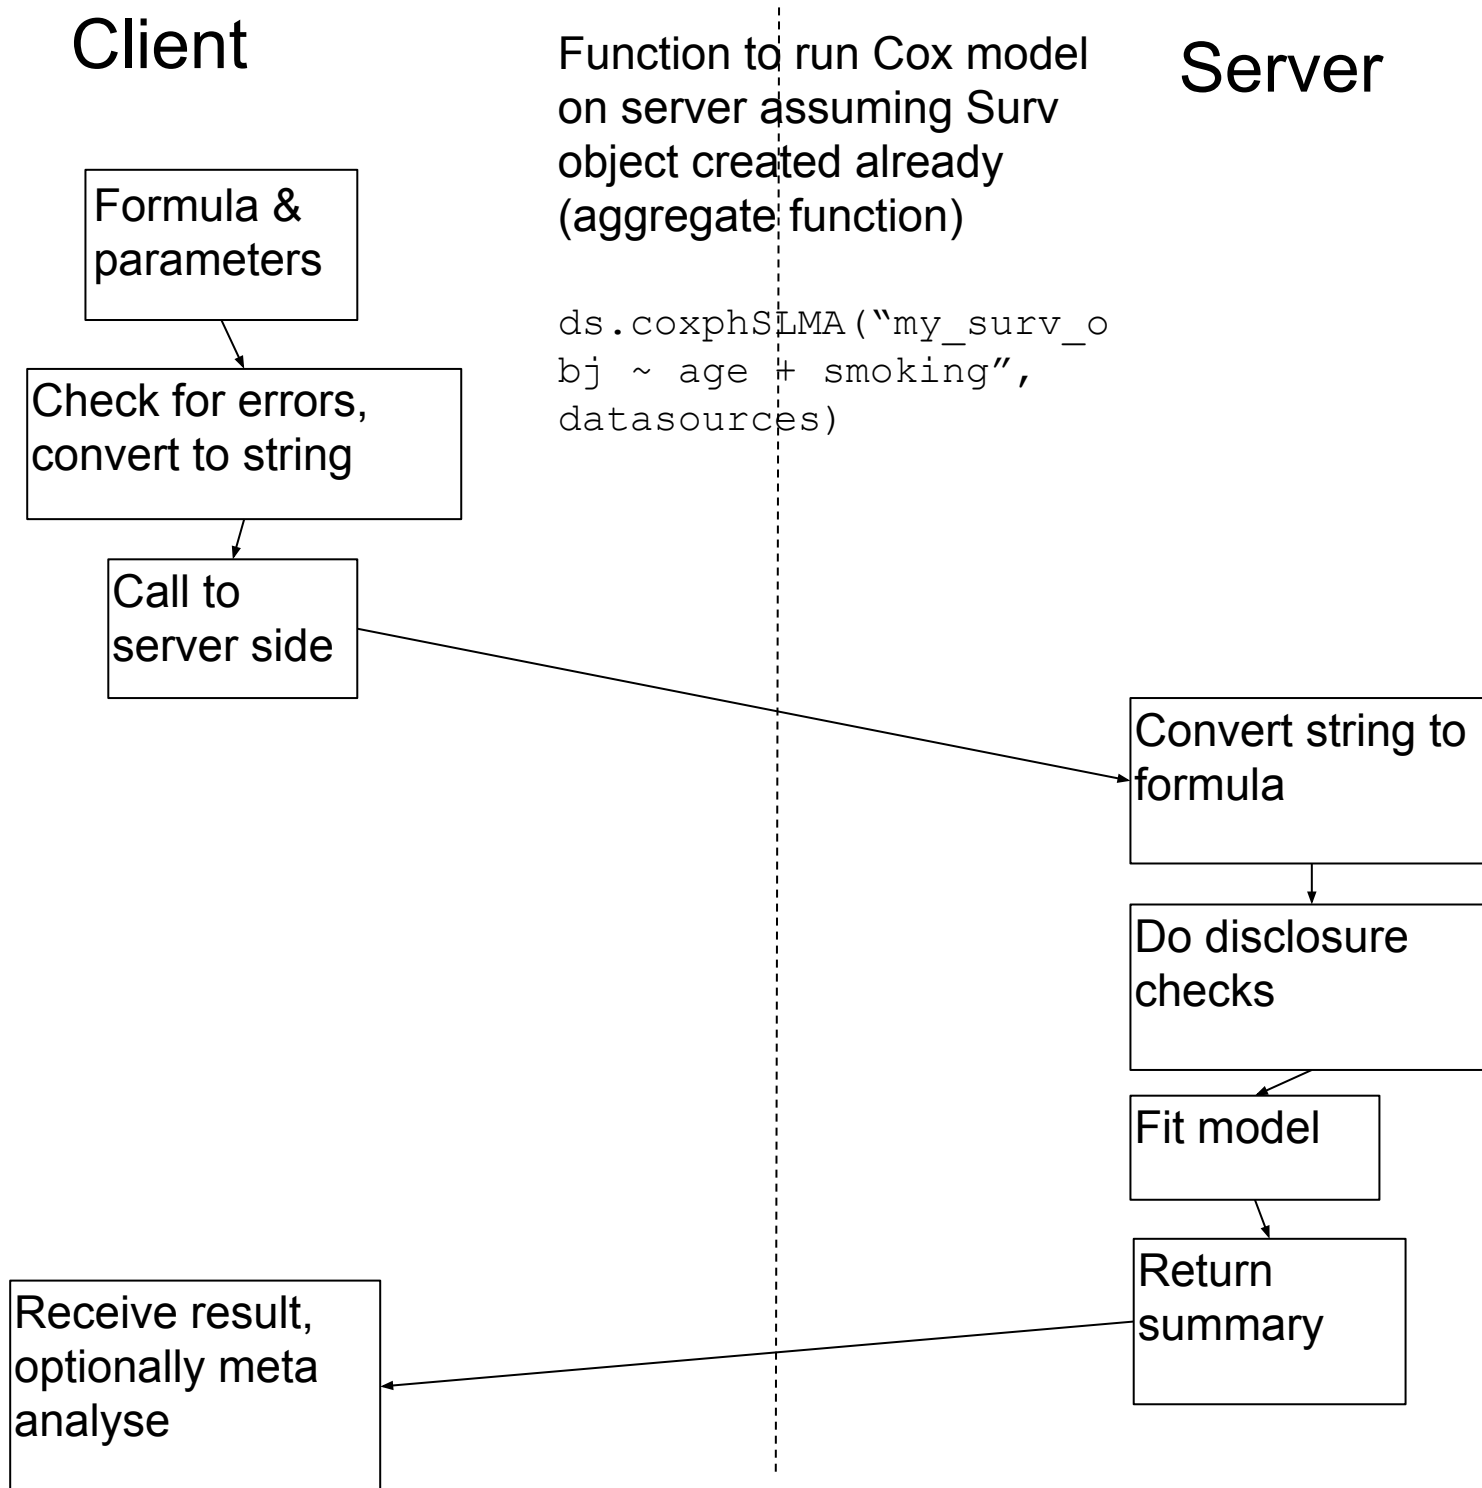 Client
Function to run Cox model
on server assuming Surv
object created already
(aggregate function)
ds.coxphSLMA(“my_surv_o
bj ~ age + smoking”,
datasources)
Server
Formula &
parameters
Check for errors,
convert to string
Call to
server side
Convert string to
formula
Do disclosure
checks
Fit model
Return
summary
Receive result,
optionally meta
analyse